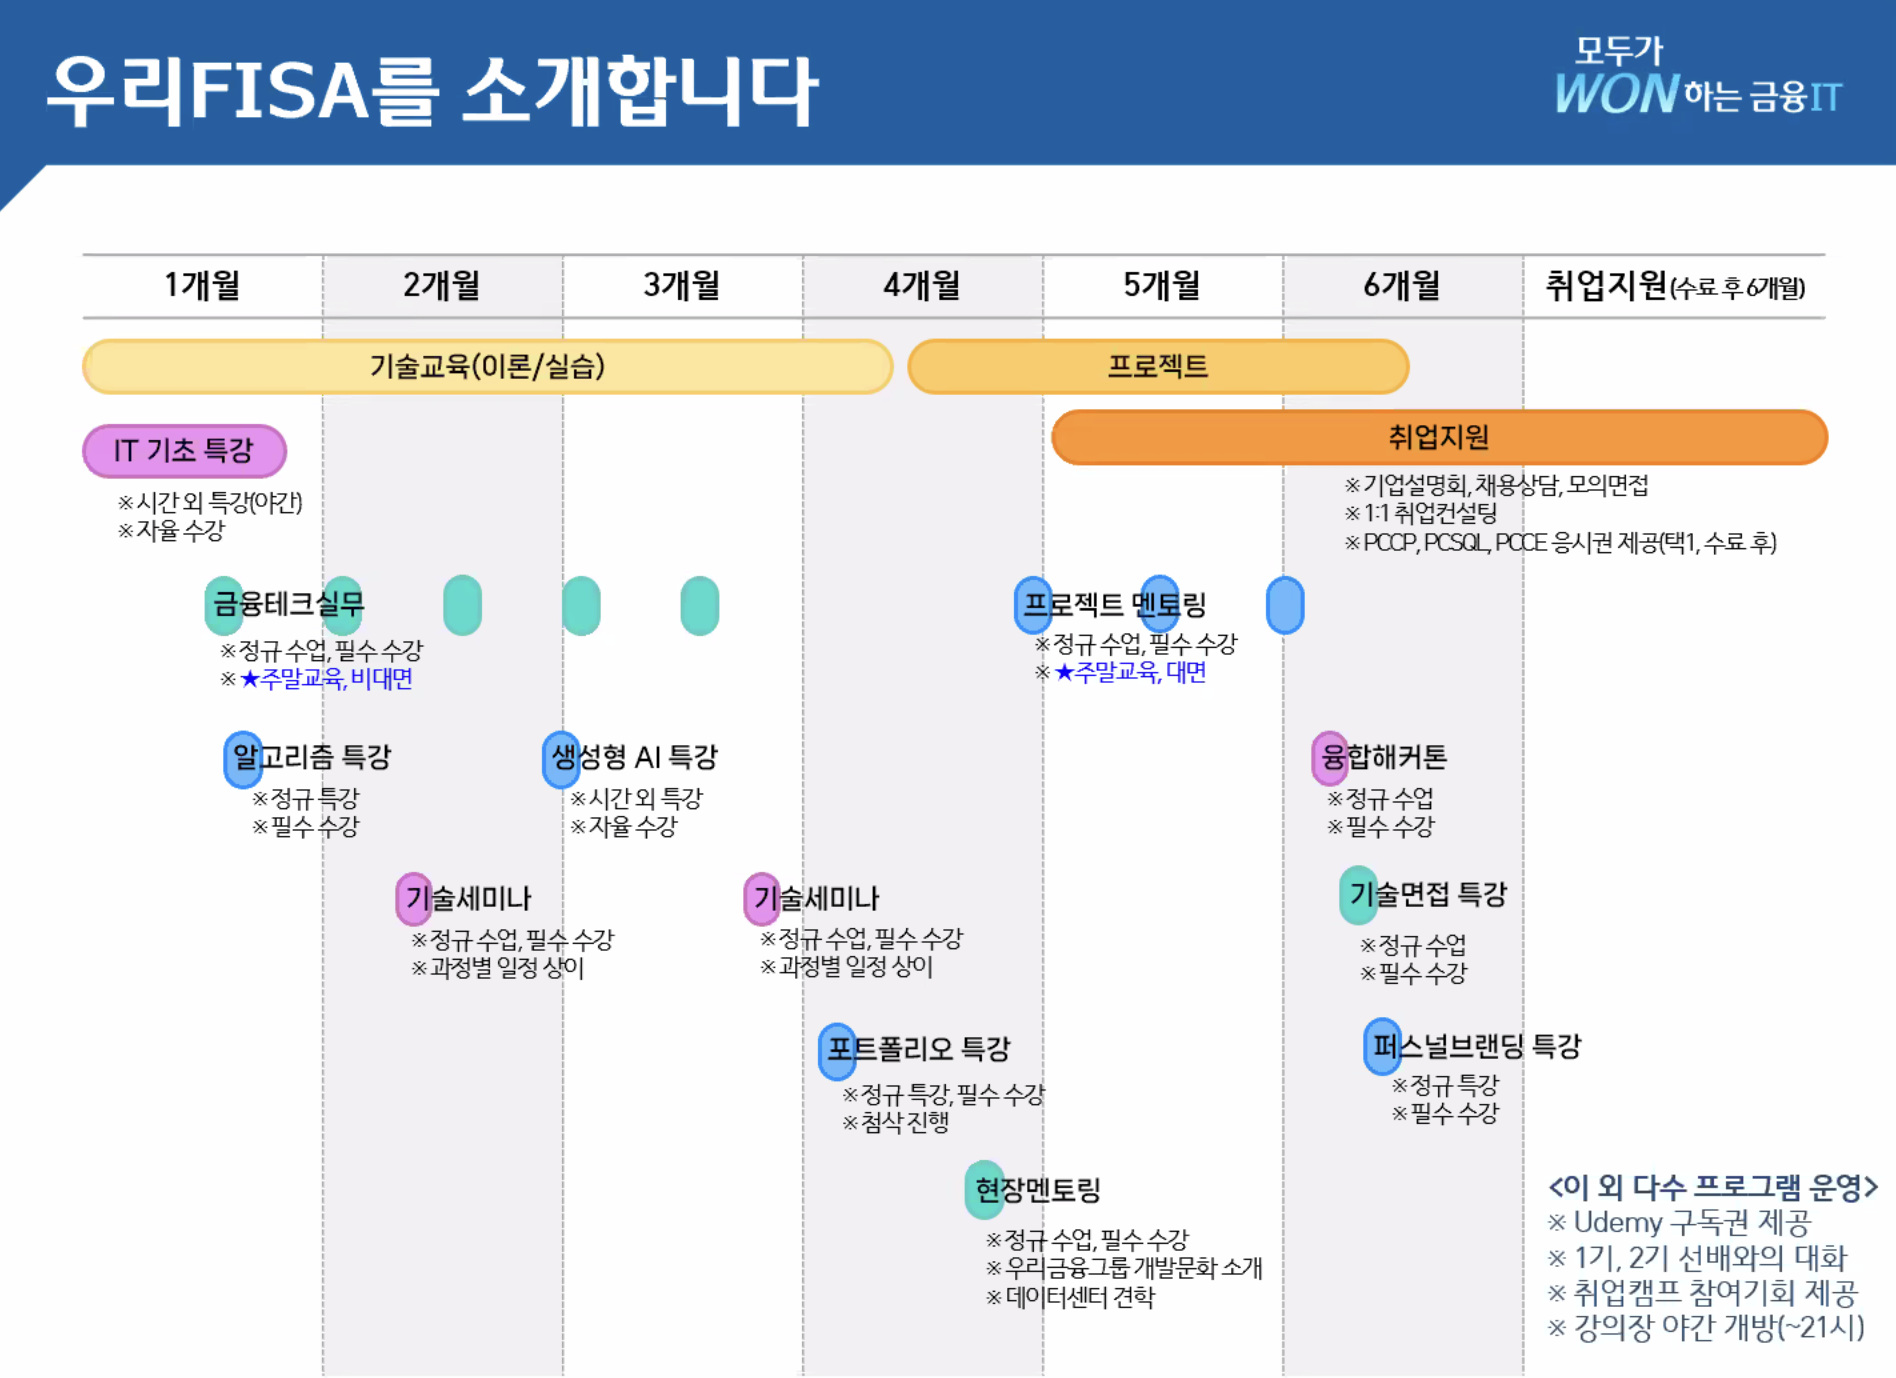 우리FISA를 소개합니다
모두가
WON하는 금융IT
1개월 2개월 3개월 4개월 5개월 6개월 취업지원(수료 후 6개월)
기술교육(이론/실습) 프로젝트
취업지원
※ 기업설명회, 채용상담, 모의면접
※ 1:1 취업컨설팅
※ PCCP, PCSQL, PCCE 응시권 제공(택1, 수료 후)
IT 기초 특강
※ 시간 외 특강(야간)
※ 자율 수강
금융테크실무
※ 정규 수업, 필수 수강
※ ★주말교육, 비대면
프로젝트 멘토링
※ 정규 수업, 필수 수강
※ ★주말교육, 대면
알고리즘 특강
※ 정규 특강
※ 필수 수강
생성형 AI 특강
※ 시간 외 특강
※ 자율 수강
융합해커톤
※ 정규 수업
※ 필수 수강
기술세미나
※ 정규 수업, 필수 수강
※ 과정별 일정 상이
기술세미나
※ 정규 수업, 필수 수강
※ 과정별 일정 상이
기술면접 특강
※ 정규 수업
※ 필수 수강
포트폴리오 특강
※ 정규 특강, 필수 수강
※ 첨삭 진행
퍼스널브랜딩 특강
※ 정규 특강
※ 필수 수강
현장멘토링
※ 정규 수업, 필수 수강
※ 우리금융그룹 개발문화 소개
※ 데이터센터 견학
<이 외 다수 프로그램 운영>
※ Udemy 구독권 제공
※ 1기, 2기 선배와의 대화
※ 취업캠프 참여기회 제공
※ 강의장 야간 개방(~21시)